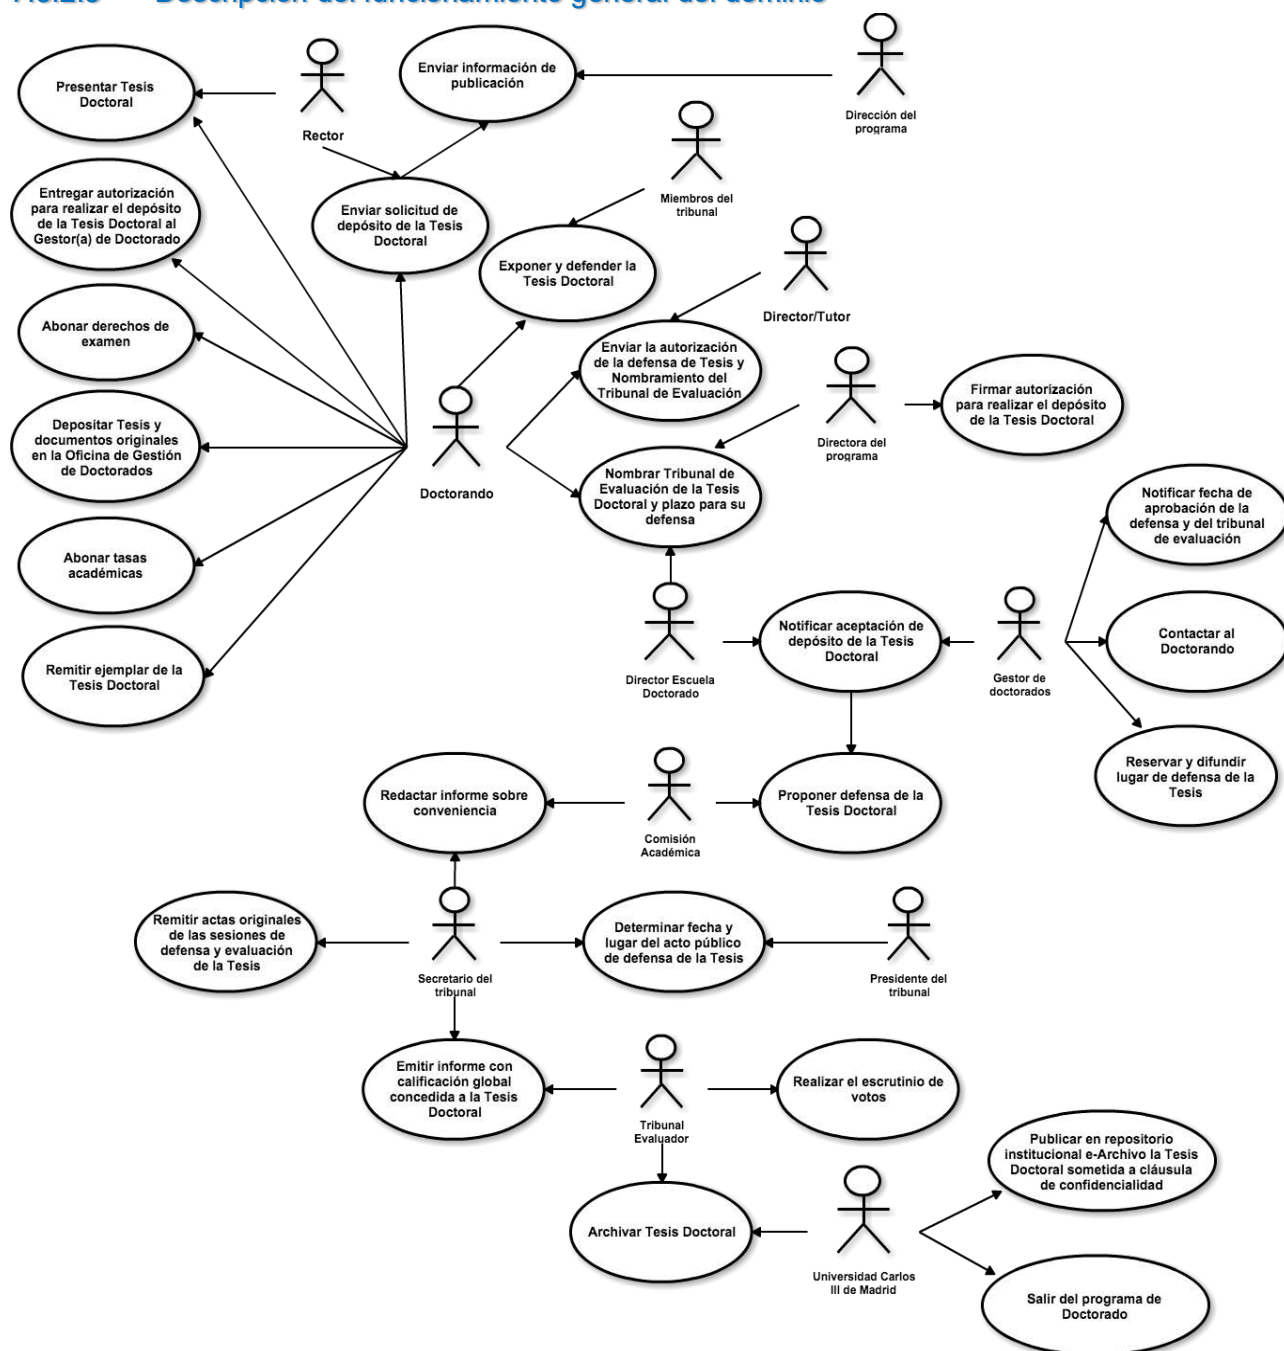 Descripción del funcionamiento general del dominio
Presentar Tesis
Doctoral
Rector
Enviar información de
publicación
Dirección del
programa
Miembros del
tribunal
Entregar autorización
para realizar el depósito
de la Tesis Doctoral al
Gestor(a) de Doctorado
Enviar solicitud de
depósito de la Tesis
Doctoral
Exponer y defender la
Tesis Doctoral
Director/Tutor
Abonar derechos de
examen
Enviar la autorización
de la defensa de Tesis y
Nombramiento del
Tribunal de Evaluación
Directora del
programa
Firmar autorización
para realizar el depósito
de la Tesis Doctoral
Depositar Tesis y
documentos originales
en la Oficina de Gestión
de Doctorados
Doctorando
Nombrar Tribunal de
Evaluación de la Tesis
Doctoral y plazo para su
defensa
Notificar fecha de
aprobación de la
defensa y del tribunal
de evaluación
Abonar tasas
académicas
Remitir ejemplar de la
Tesis Doctoral
Director Escuela
Doctorado
Notificar aceptación de
depósito de la Tesis
Doctoral
Gestor de
doctorados
Contactar al
Doctorando
Reservar y difundir
lugar de defensa de la
Tesis
Redactar informe sobre
conveniencia
Comisión
Académica
Proponer defensa de la
Tesis Doctoral
Remitir actas originales
de las sesiones de
defensa y evaluación
de la Tesis
Secretario del
tribunal
Determinar fecha y
lugar del acto público
de defensa de la Tesis
Presidente del
tribunal
Emitir informe con
calificación global
concedida a la Tesis
Doctoral
Tribunal
Evaluador
Realizar el escrutinio de
votos
Publicar en repositorio
institucional e-Archivo la Tesis
Doctoral sometida a cláusula
de confidencialidad
Archivar Tesis Doctoral
Universidad Carlos
III de Madrid
Salir del programa de
Doctorado